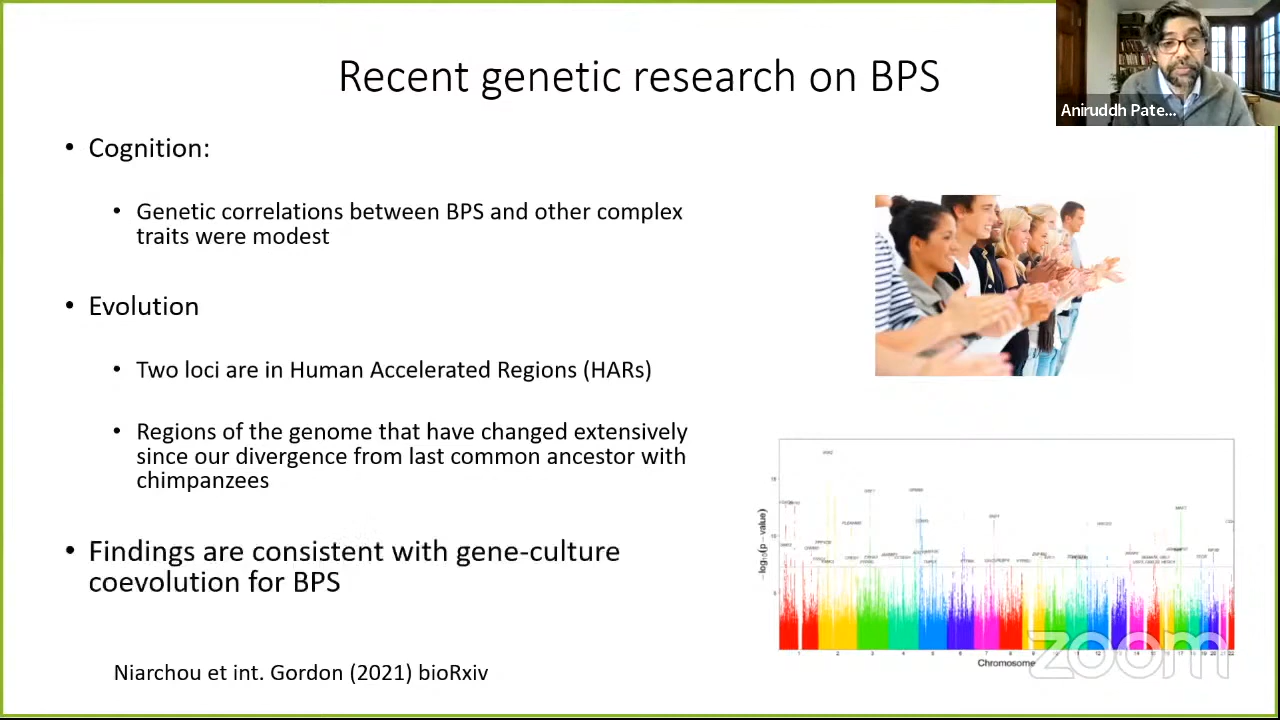 Recent genetic research on BPS
Aniruddh Pate...
• Cognition:
• Genetic correlations between BPS and other complex
traits were modest
• Evolution
• Two loci are in Human Accelerated Regions (HARs)
• Regions of the genome that have changed extensively
since our divergence from last common ancestor with
chimpanzees
• Findings are consistent with gene-culture
coevolution for BPS
Niarchou et int. Gordon (2021) bioRxiv
Chromosome
zoom